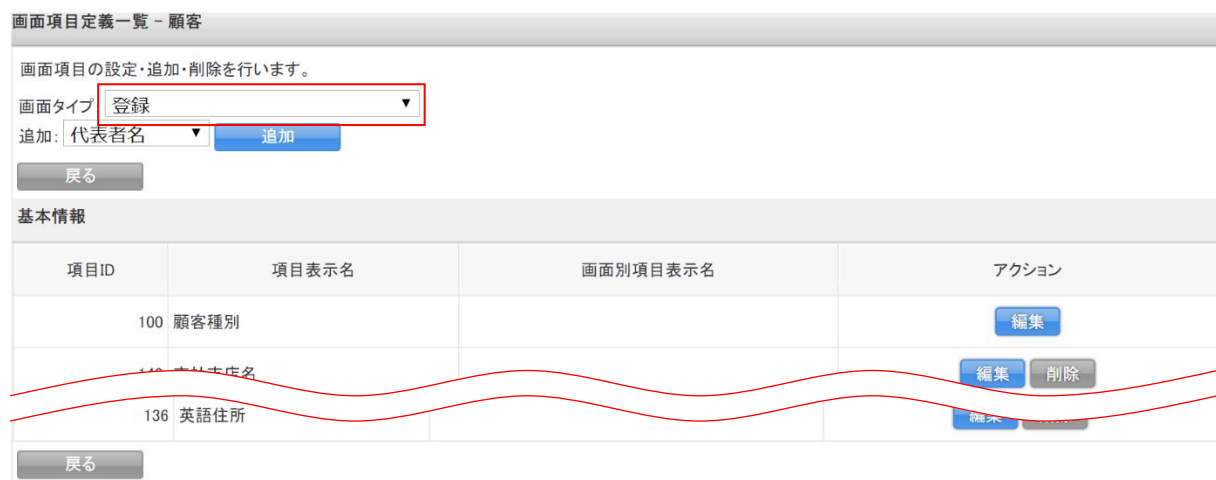 画面項目定義一覧 - 顧客
画面項目の設定・追加・削除を行います。
画面タイプ 登録 ▼
追加: 代表者名 ▼ 追加
戻る
基本情報
項目ID 項目表示名 画面別項目表示名 アクション
100 顧客種別 編集
編集 削除
136 英語住所
戻る